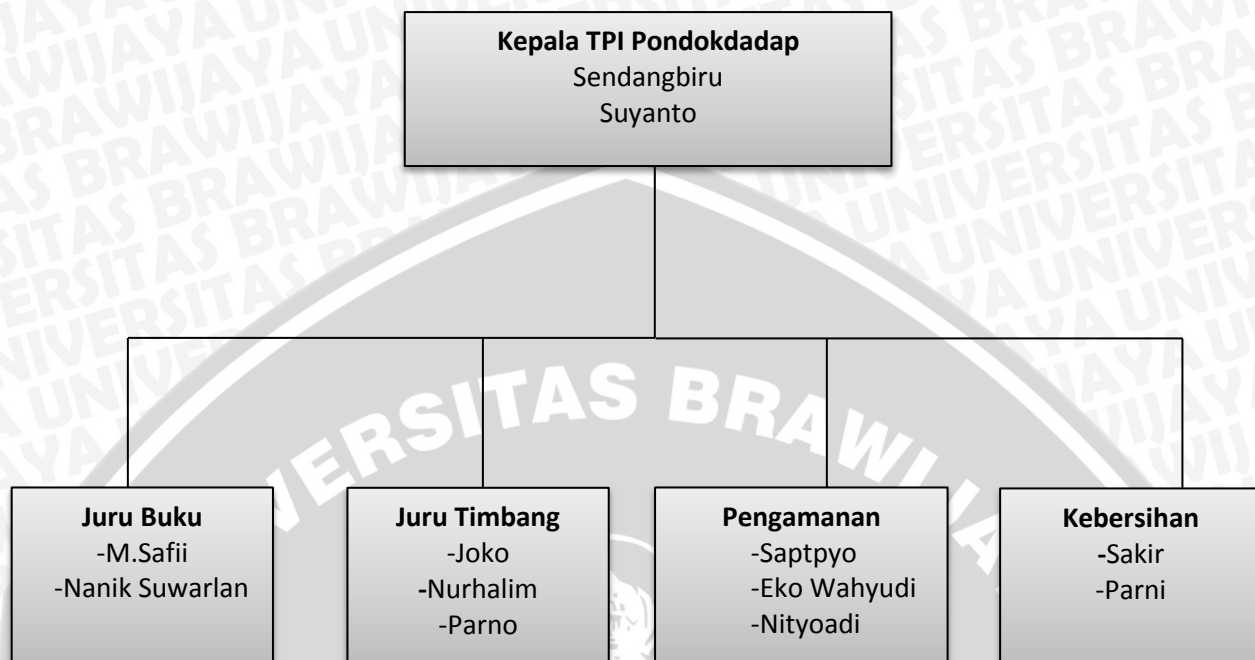 Kepala TPI Pondokdadap
Sendangbiru
Suyanto
Juru Buku
-M.Safii
-Nanik Suwarlan
Juru Timbang
-Joko
-Nurhalim
-Parno
Pengamanan
-Saptpyo
-Eko Wahyudi
-Nityoadi
Kebersihan
-Sakir
-Parni